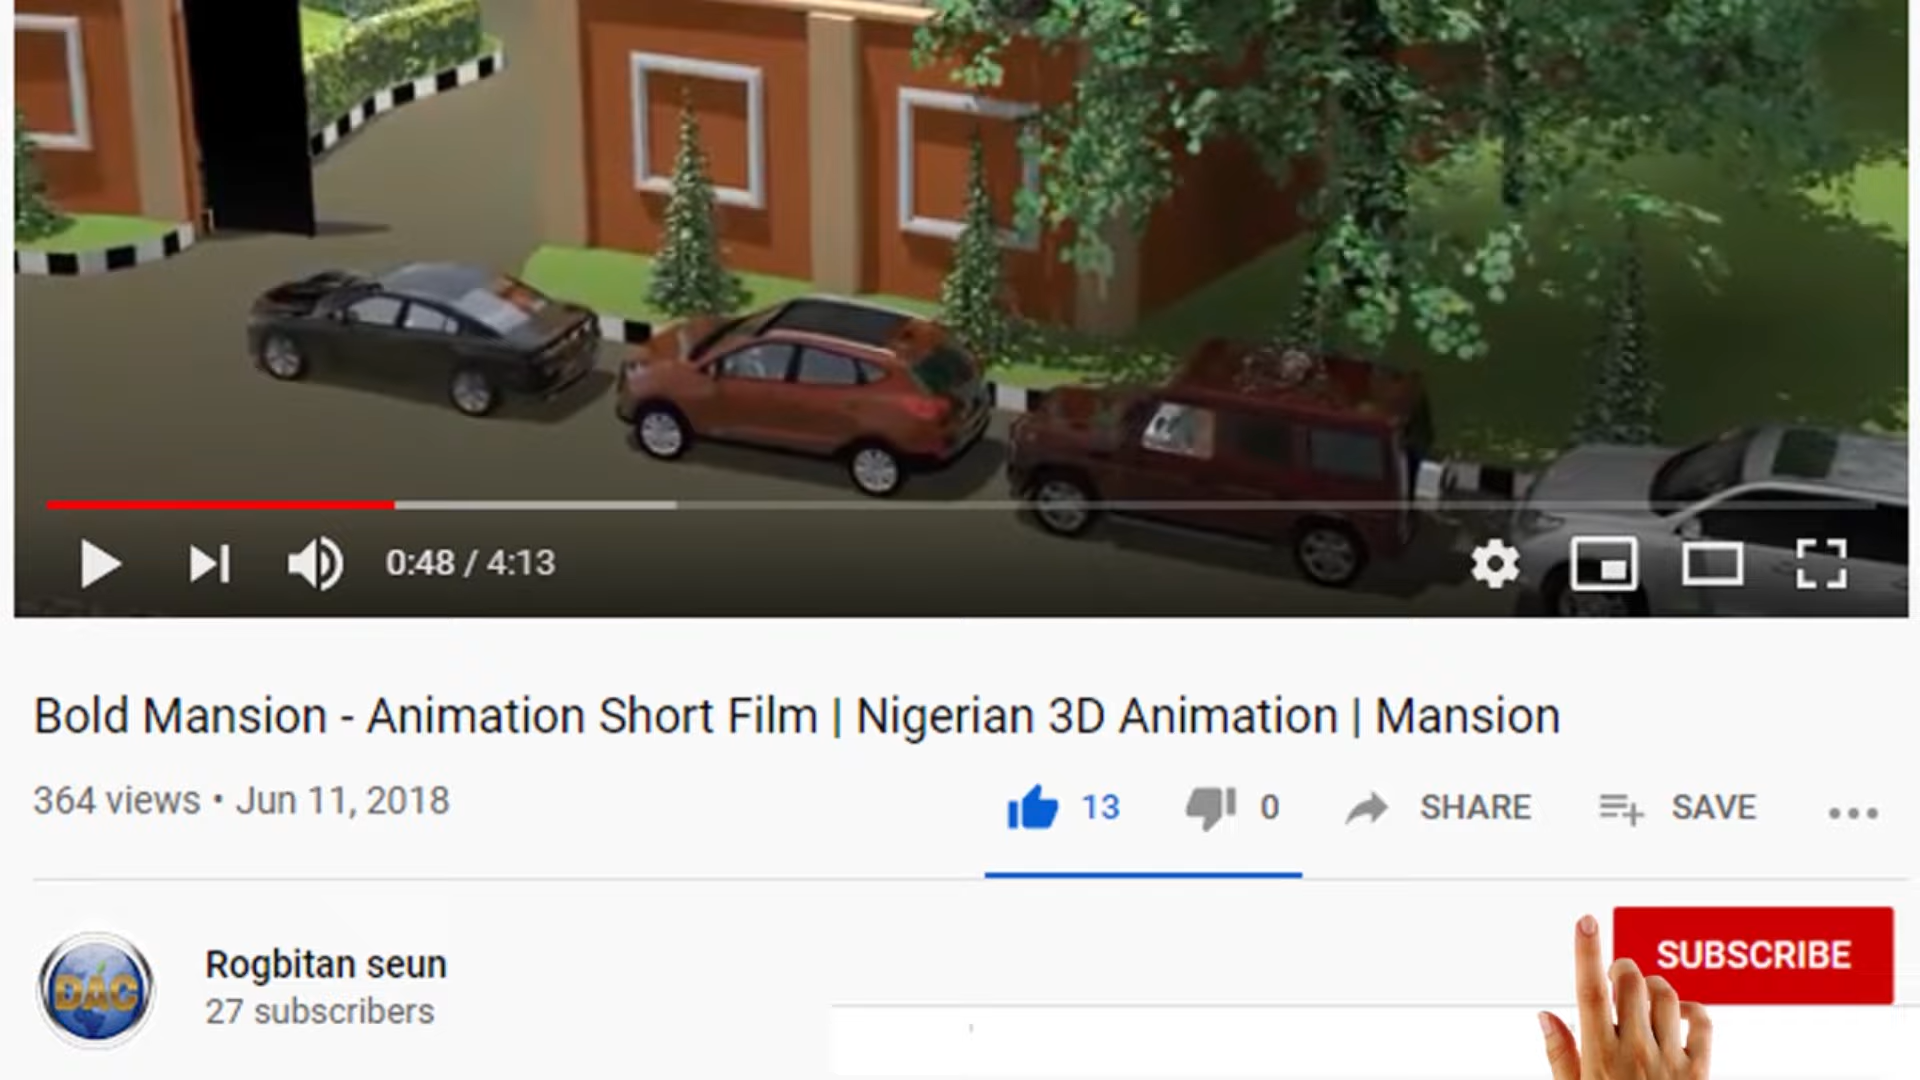 0:48 / 4:13
Bold Mansion - Animation Short Film | Nigerian 3D Animation | Mansion
364 views • Jun 11, 2018
13
0
SHARE
SAVE
DAC
Rogbitan seun
27 subscribers
SUBSCRIBE